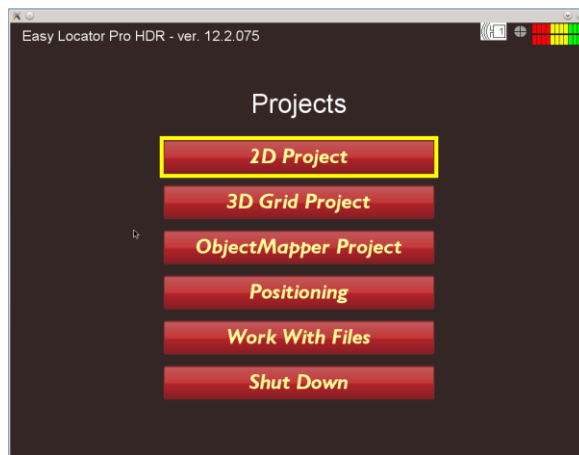 Easy Locator Pro HDR - ver. 12.2.075
1
Projects
2D Project
3D Grid Project
ObjectMapper Project
Positioning
Work With Files
Shut Down